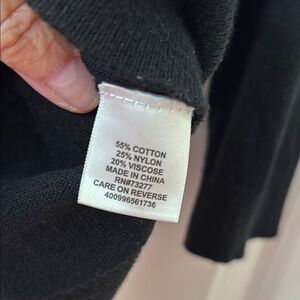 55% COTTON
25% NYLON
20% VISCOSE
MADE IN CHINA
RN#73277
CARE ON REVERSE
400996561736